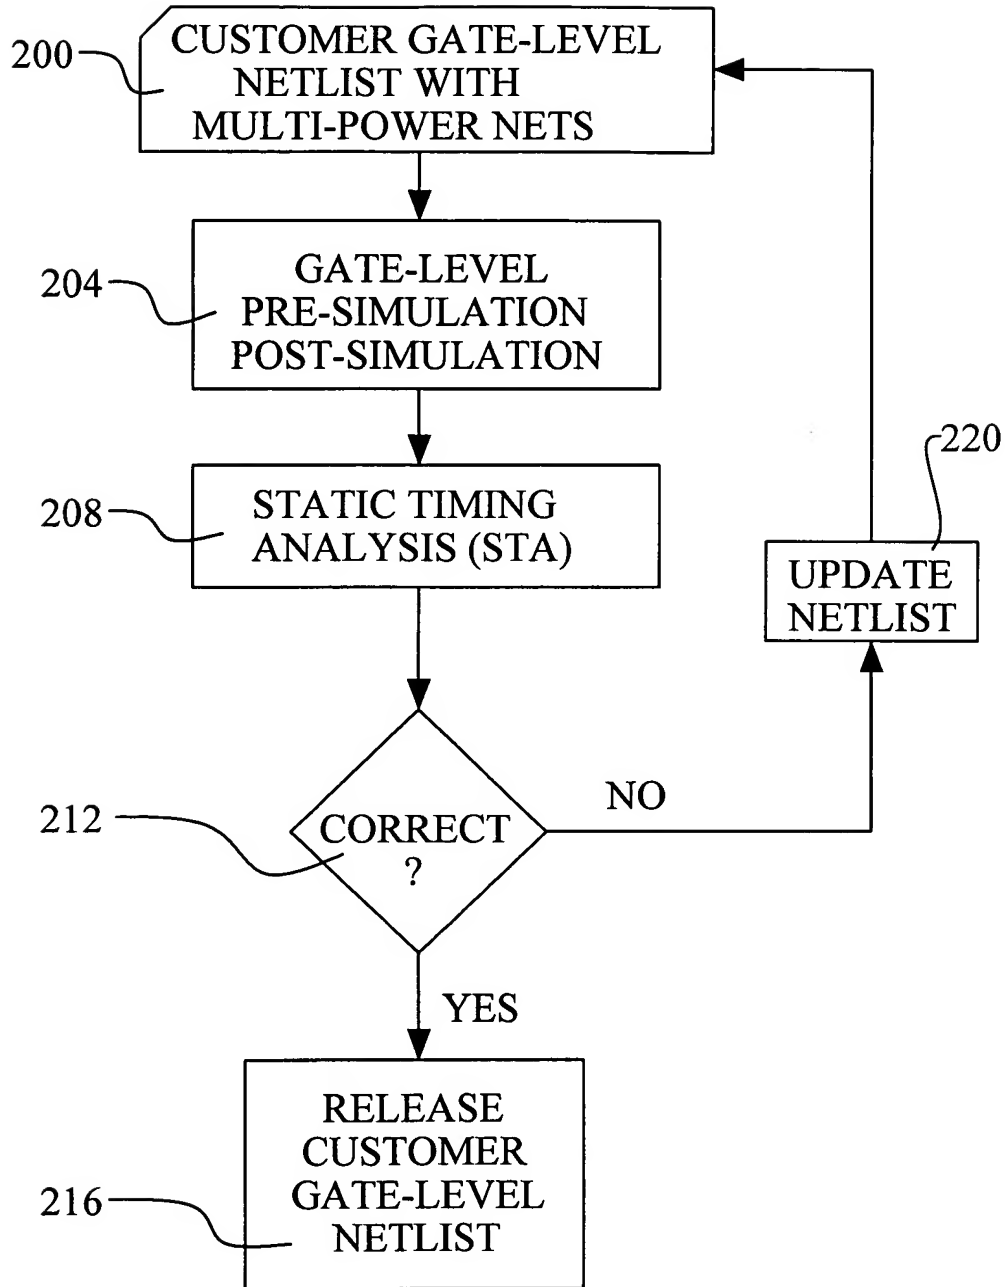 200
CUSTOMER GATE-LEVEL
NETLIST WITH
MULTI-POWER NETS
204
GATE-LEVEL
PRE-SIMULATION
POST-SIMULATION
208
STATIC TIMING
ANALYSIS (STA)
220
UPDATE
NETLIST
212
CORRECT
?
NO
YES
216
RELEASE
CUSTOMER
GATE-LEVEL
NETLIST